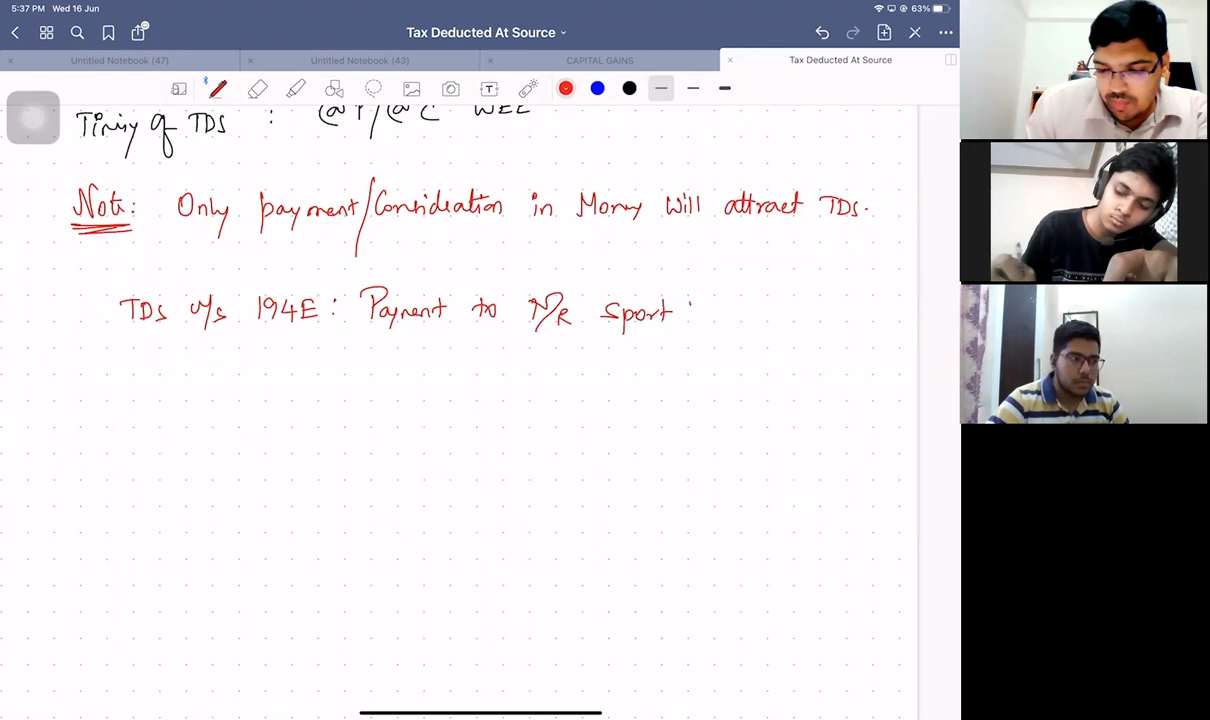 5:37 PM Wed 16 Jun
63%
Tax Deducted At Source
Untitled Notebook (47)
Untitled Notebook (43)
CAPITAL GAINS
Tax Deducted At Source
Timing of TDS : @P/@C WEE
Note: Only payment/Consideation in Money will attract TDS.
TDS u/s 194E: Payment to N/R sport